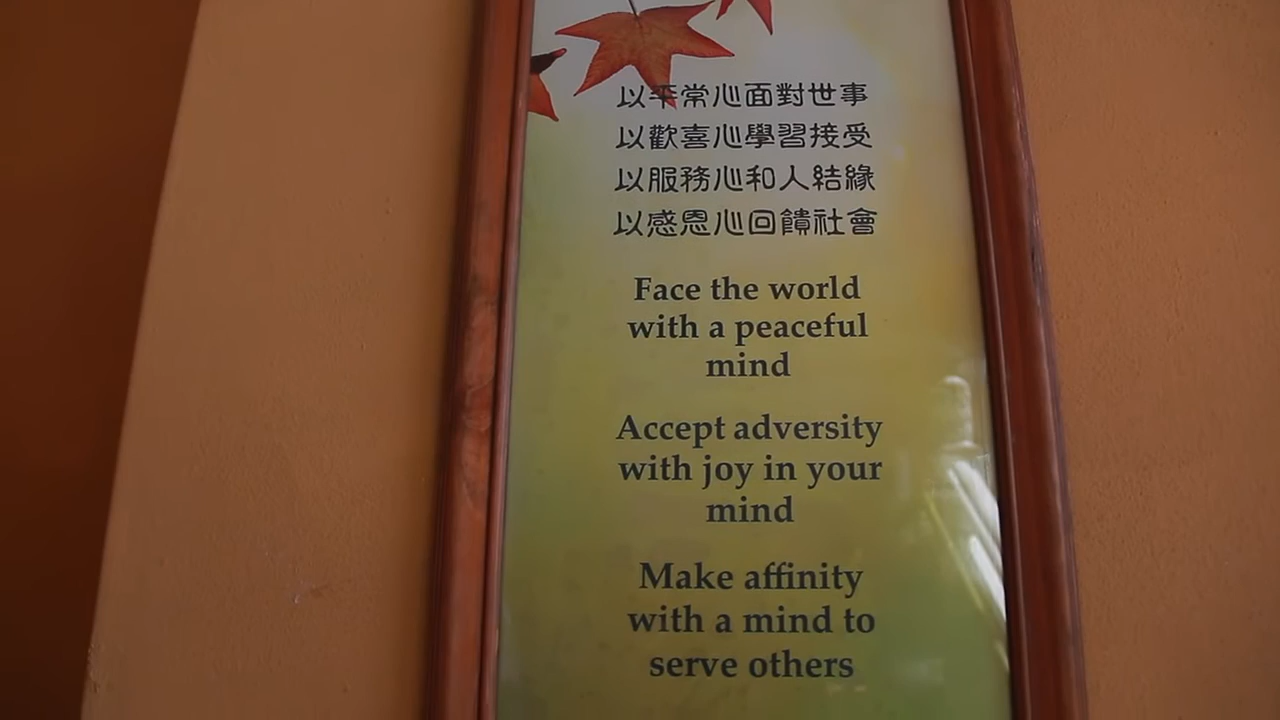 以平常心面對世事
以歡喜心學習接受
以服務心和人結緣
以感恩心回饋社會
Face the world
with a peaceful
mind
Accept adversity
with joy in your
mind
Make affinity
with a mind to
serve others